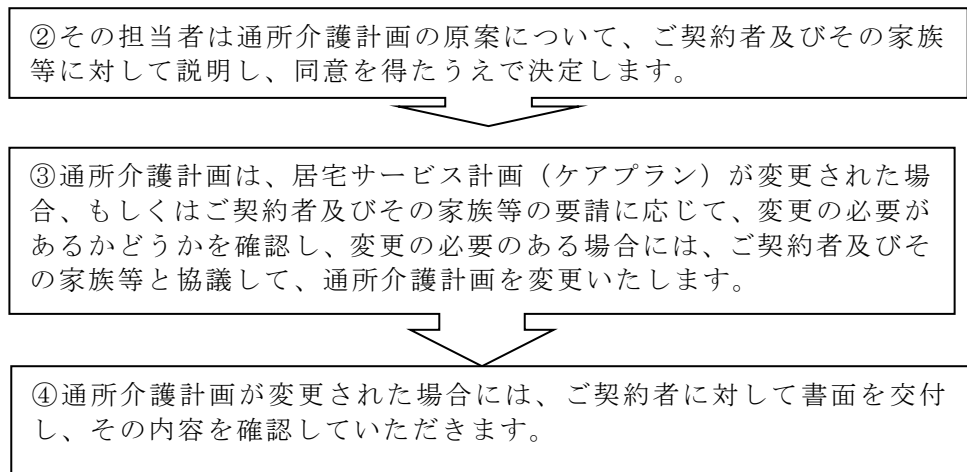 ②その担当者は通所介護計画の原案について、ご契約者及びその家族
等に対して説明し、同意を得たうえで決定します。
③通所介護計画は、居宅サービス計画（ケアプラン）が変更された場
合、もしくはご契約者及びその家族等の要請に応じて、変更の必要が
あるかどうかを確認し、変更の必要のある場合には、ご契約者及びそ
の家族等と協議して、通所介護計画を変更いたします。
④通所介護計画が変更された場合には、ご契約者に対して書面を交付
し、その内容を確認していただきます。